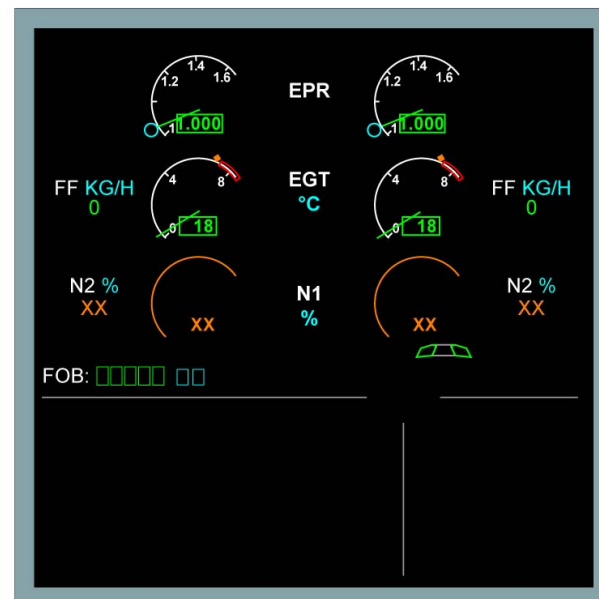 1.2 1.4 1.6 EPR 1.2 1.4 1.6
1 1.000 1 1.000
FF KG/H 4 8 EGT 4 8 FF KG/H
0 °C 0
0 18 0 18
N2 % N1 N2 %
XX XX % XX XX
FOB: